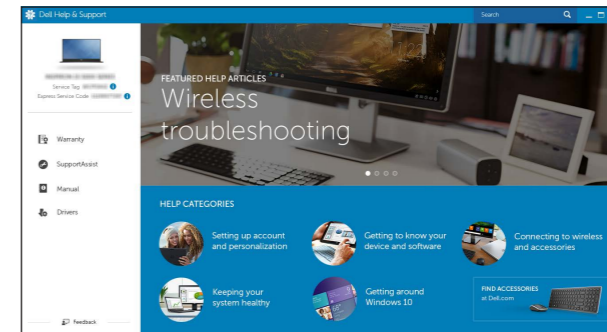 Dell Help & Support
Search
Service Tag
Express Service Code
Warranty
SupportAssist
Manual
Drivers
Feedback
FEATURED HELP ARTICLES
Wireless
troubleshooting
HELP CATEGORIES
Setting up account
and personalization
Getting to know your
device and software
Connecting to wireless
and accessories
Keeping your
system healthy
Getting around
Windows 10
FIND ACCESSORIES
at Dell.com